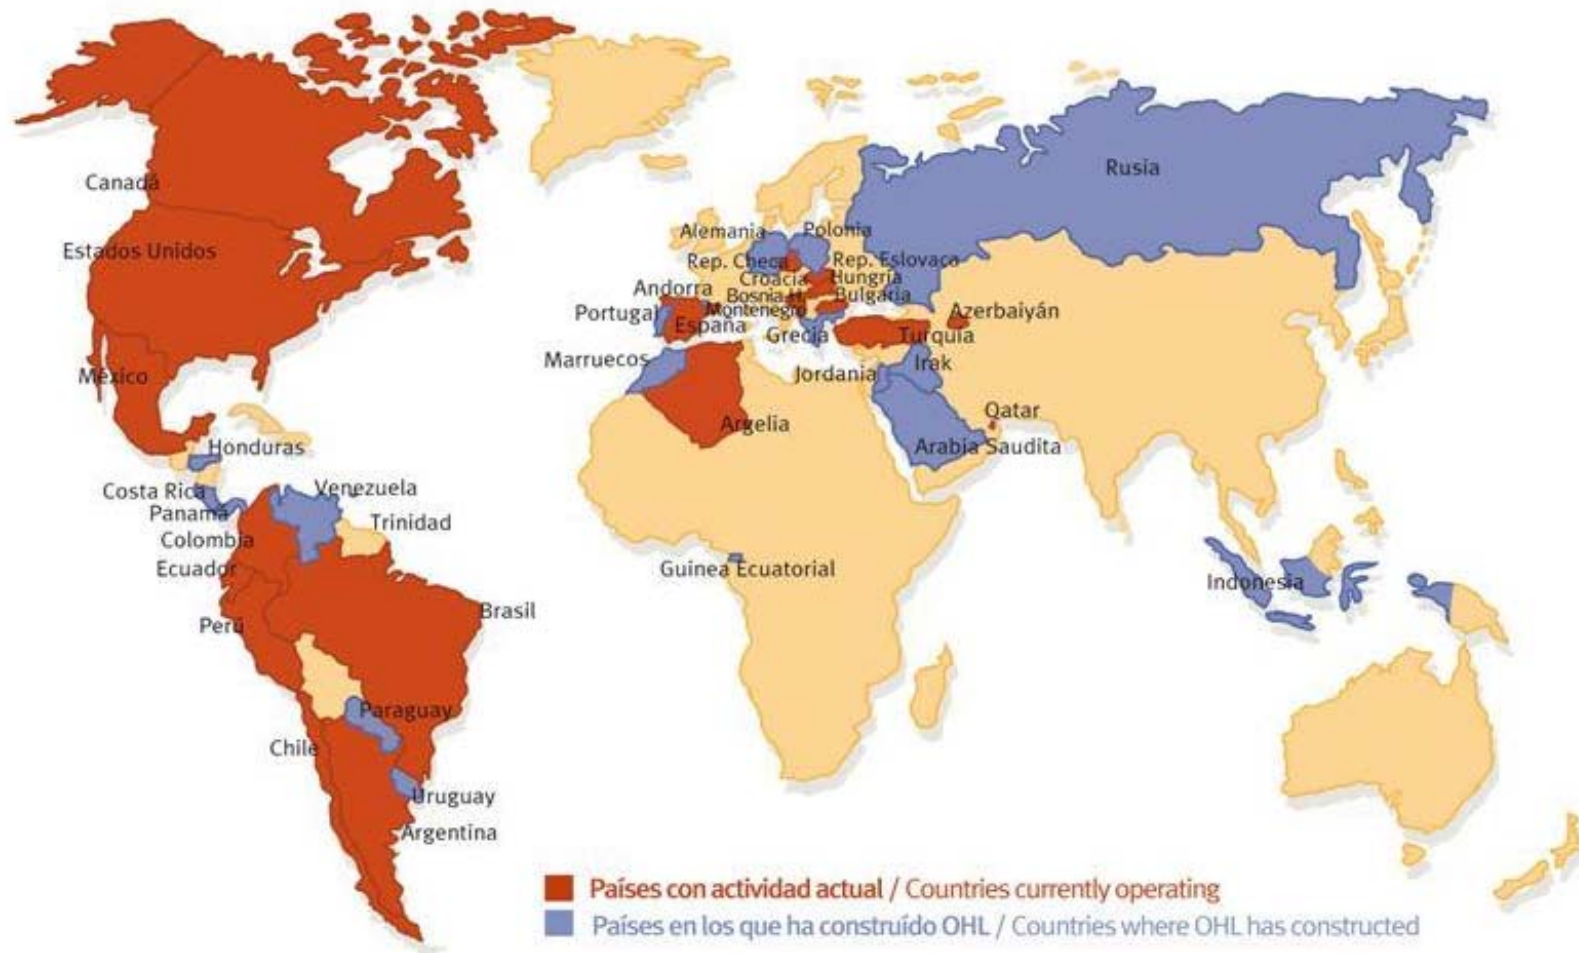 Rusia
Canadá
Estados Unidos
Alemania
Polonia
Rep. Checa
Rep. Eslovaca
Croacia
Hungría
Andorra
Bosnia H.
Bulgaria
Portugal
España
Montenegro
Azerbaiyán
Grecia
Turquía
Marruecos
Irak
México
Jordania
Qatar
Argelia
Honduras
Arabia Saudita
Costa Rica
Venezuela
Panamá
Trinidad
Colombia
Ecuador
Guinea Ecuatorial
Indonesia
Brasil
Perú
Paraguay
Chile
Uruguay
Argentina
Países con actividad actual / Countries currently operating
Países en los que ha construído OHL / Countries where OHL has constructed